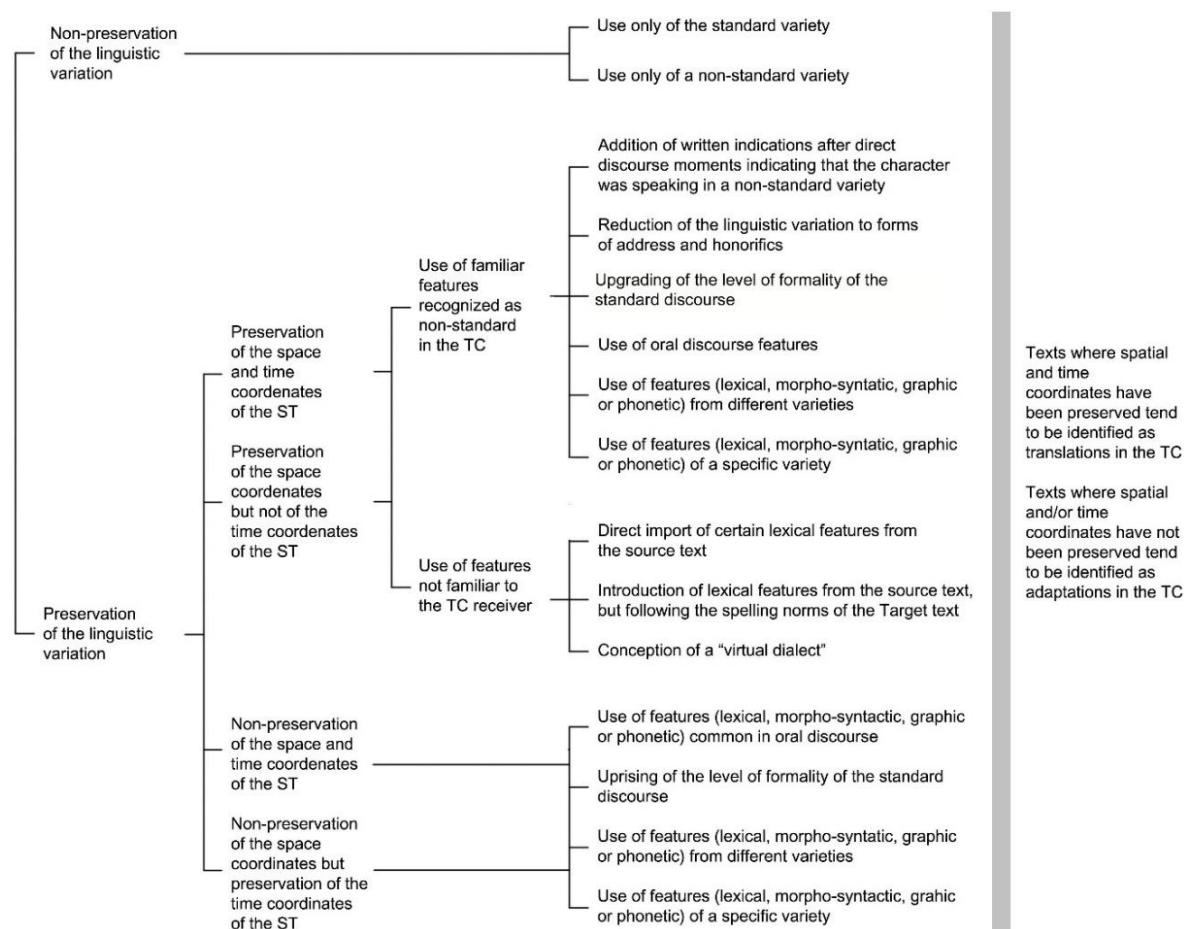 Non-preservation
of the linguistic
variation
Use only of the standard variety
Use only of a non-standard variety
Preservation
of the linguistic
variation
Preservation
of the space
and time
coordenates
of the ST
Preservation
of the space
coordenates
but not of the
time coordenates
of the ST
Use of familiar
features
recognized as
non-standard
in the TC
Addition of written indications after direct
discourse moments indicating that the character
was speaking in a non-standard variety
Reduction of the linguistic variation to forms
of address and honorifics
Upgrading of the level of formality of the
standard discourse
Use of oral discourse features
Use of features (lexical, morpho-syntatic, graphic
or phonetic) from different varieties
Use of features (lexical, morpho-syntatic, graphic
or phonetic) of a specific variety
Use of features
not familiar to
the TC receiver
Direct import of certain lexical features from
the source text
Introduction of lexical features from the source text,
but following the spelling norms of the Target text
Conception of a “virtual dialect”
Non-preservation
of the space and
time coordenates
of the ST
Non-preservation
of the space
coordinates but
preservation of the
time coordinates
of the ST
Use of features (lexical, morpho-syntactic, graphic
or phonetic) common in oral discourse
Uprising of the level of formality of the standard
discourse
Use of features (lexical, morpho-syntatic, graphic
or phonetic) from different varieties
Use of features (lexical, morpho-syntactic, grahic
or phonetic) of a specific variety
Texts where spatial
and time
coordinates have
been preserved tend
to be identified as
translations in the TC
Texts where spatial
and/or time
coordinates have not
been preserved tend
to be identified as
adaptations in the TC